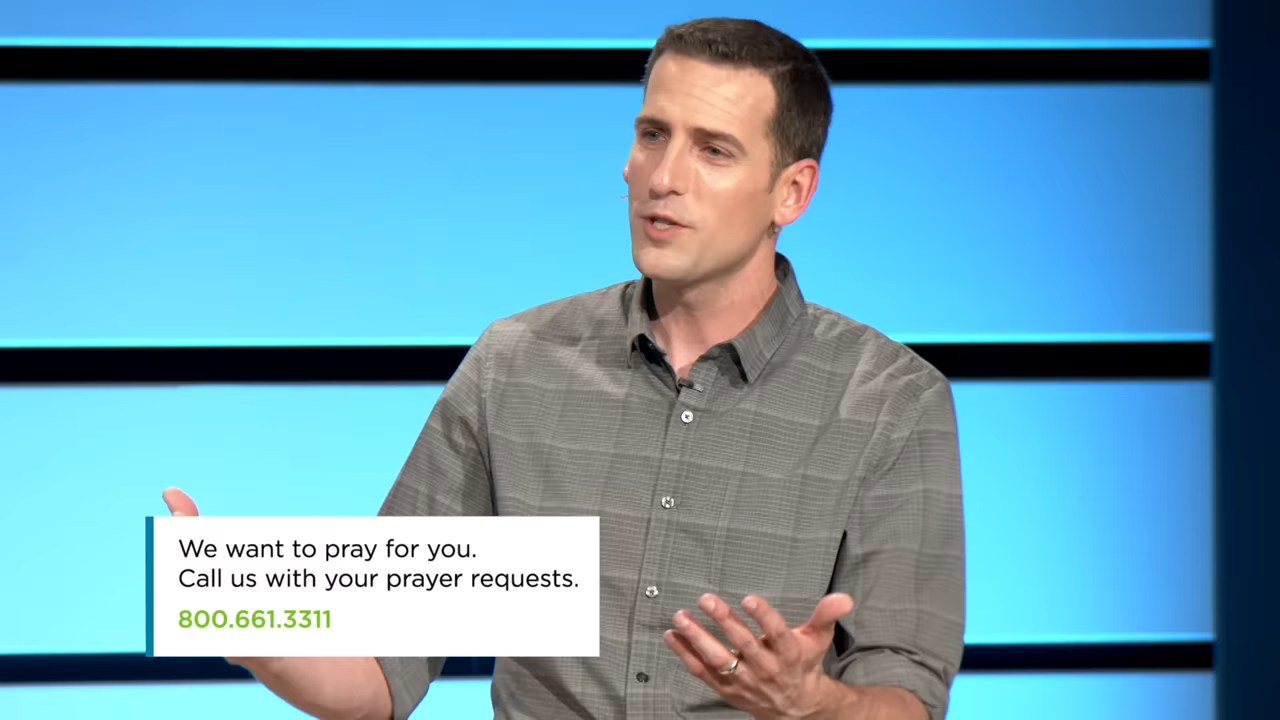 We want to pray for you.
Call us with your prayer requests.
800.661.3311